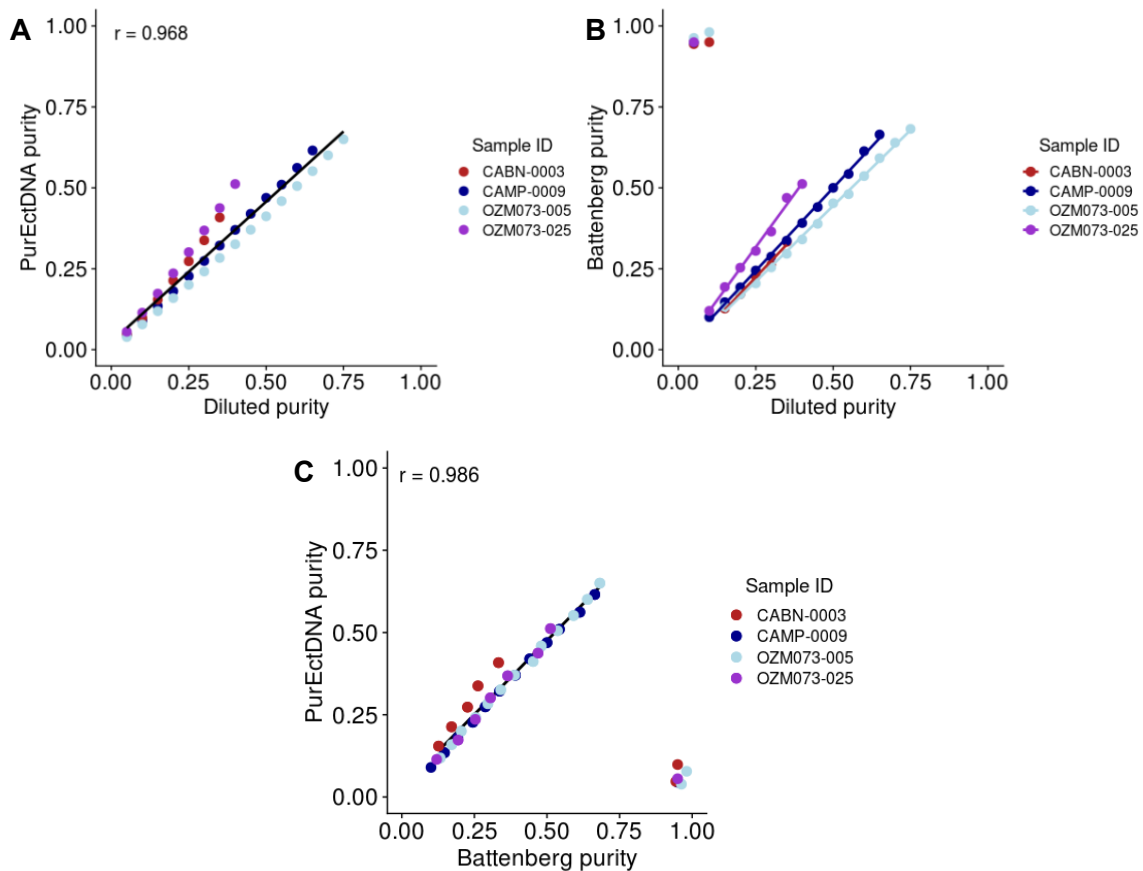 A
r = 0.968
1.00
0.75
0.50
0.25
0.00
PurEctDNA purity
0.00 0.25 0.50 0.75 1.00
Diluted purity
Sample ID
CABN-0003
CAMP-0009
OZM073-005
OZM073-025
B
1.00
0.75
0.50
0.25
0.00
Battenberg purity
0.00 0.25 0.50 0.75 1.00
Diluted purity
Sample ID
CABN-0003
CAMP-0009
OZM073-005
OZM073-025
C
r = 0.986
1.00
0.75
0.50
0.25
0.00
PurEctDNA purity
0.00 0.25 0.50 0.75 1.00
Battenberg purity
Sample ID
CABN-0003
CAMP-0009
OZM073-005
OZM073-025